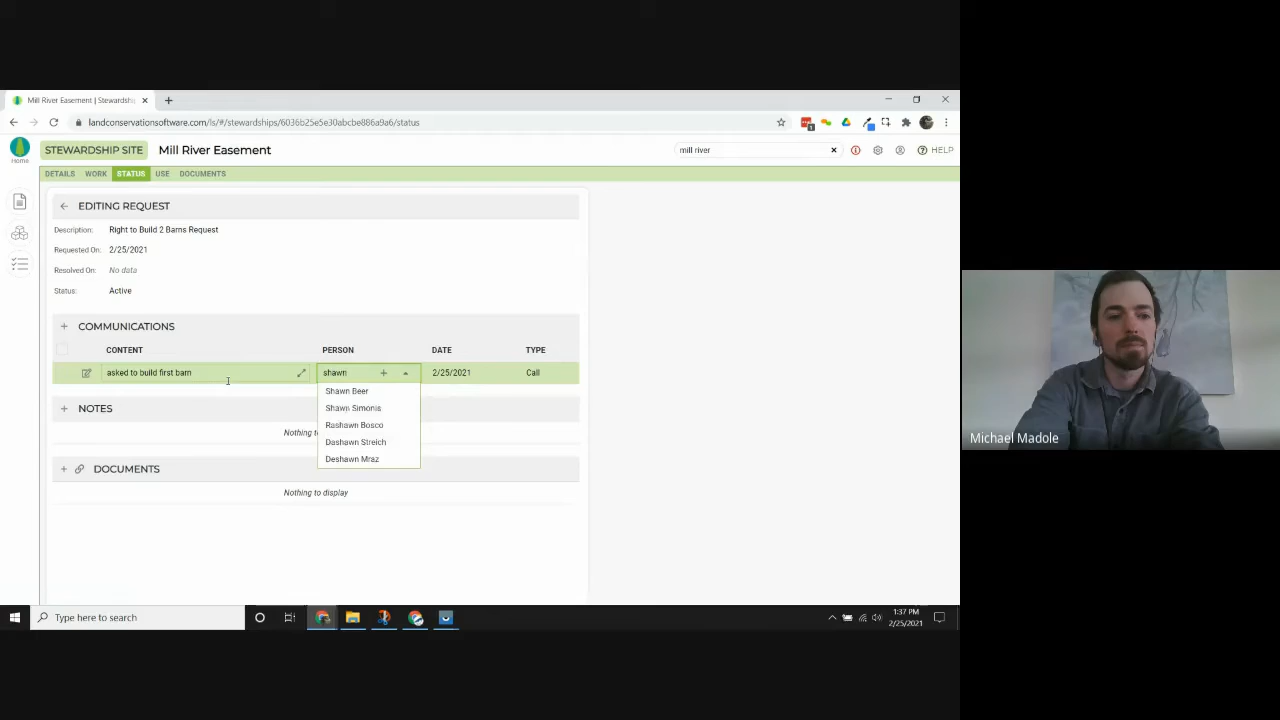 Mill River Easement | Stewardsh
landconservationsoftware.com/ls/#/stewardships/6036b25e5e30abcbe886a9a6/status
1
Home
STEWARDSHIP SITE
Mill River Easement
mill river
HELP
DETAILS WORK STATUS USE DOCUMENTS
EDITING REQUEST
Description: Right to Build 2 Barns Request
Requested On: 2/25/2021
Resolved On: No data
Status: Active
COMMUNICATIONS
CONTENT PERSON DATE TYPE
asked to build first barn shawn 2/25/2021 Call
Shawn Beer
Shawn Simonis
Rashawn Bosco
Dashawn Streich
Deshawn Mraz
NOTES
Nothing t
DOCUMENTS
Nothing to display
Michael Madole
Type here to search
1:37 PM
2/25/2021